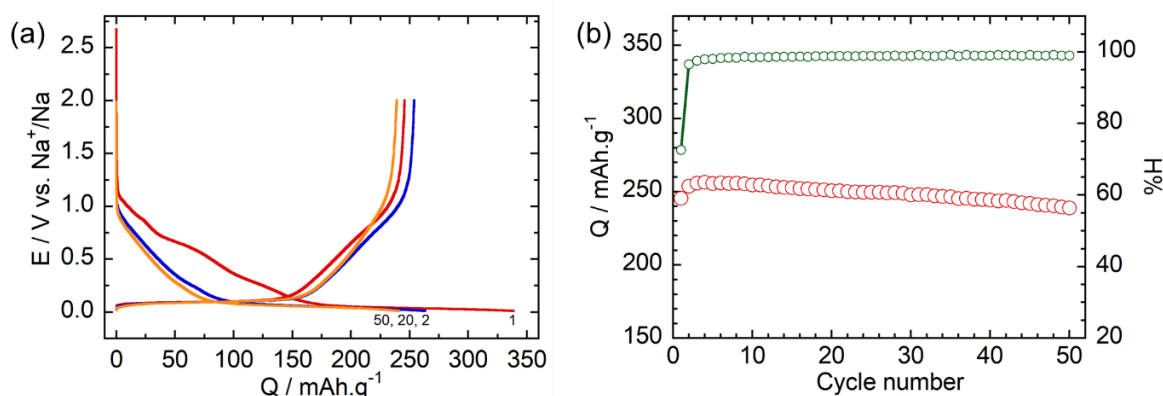 (a)
2.5
2.0
1.5
1.0
0.5
0.0
E / V vs. Na⁺/Na
50, 20, 2
1
0 50 100 150 200 250 300 350
Q / mAh.g⁻¹
(b)
350
300
250
200
150
Q / mAh.g⁻¹
100
80
60
40
20
H%
0 10 20 30 40 50
Cycle number